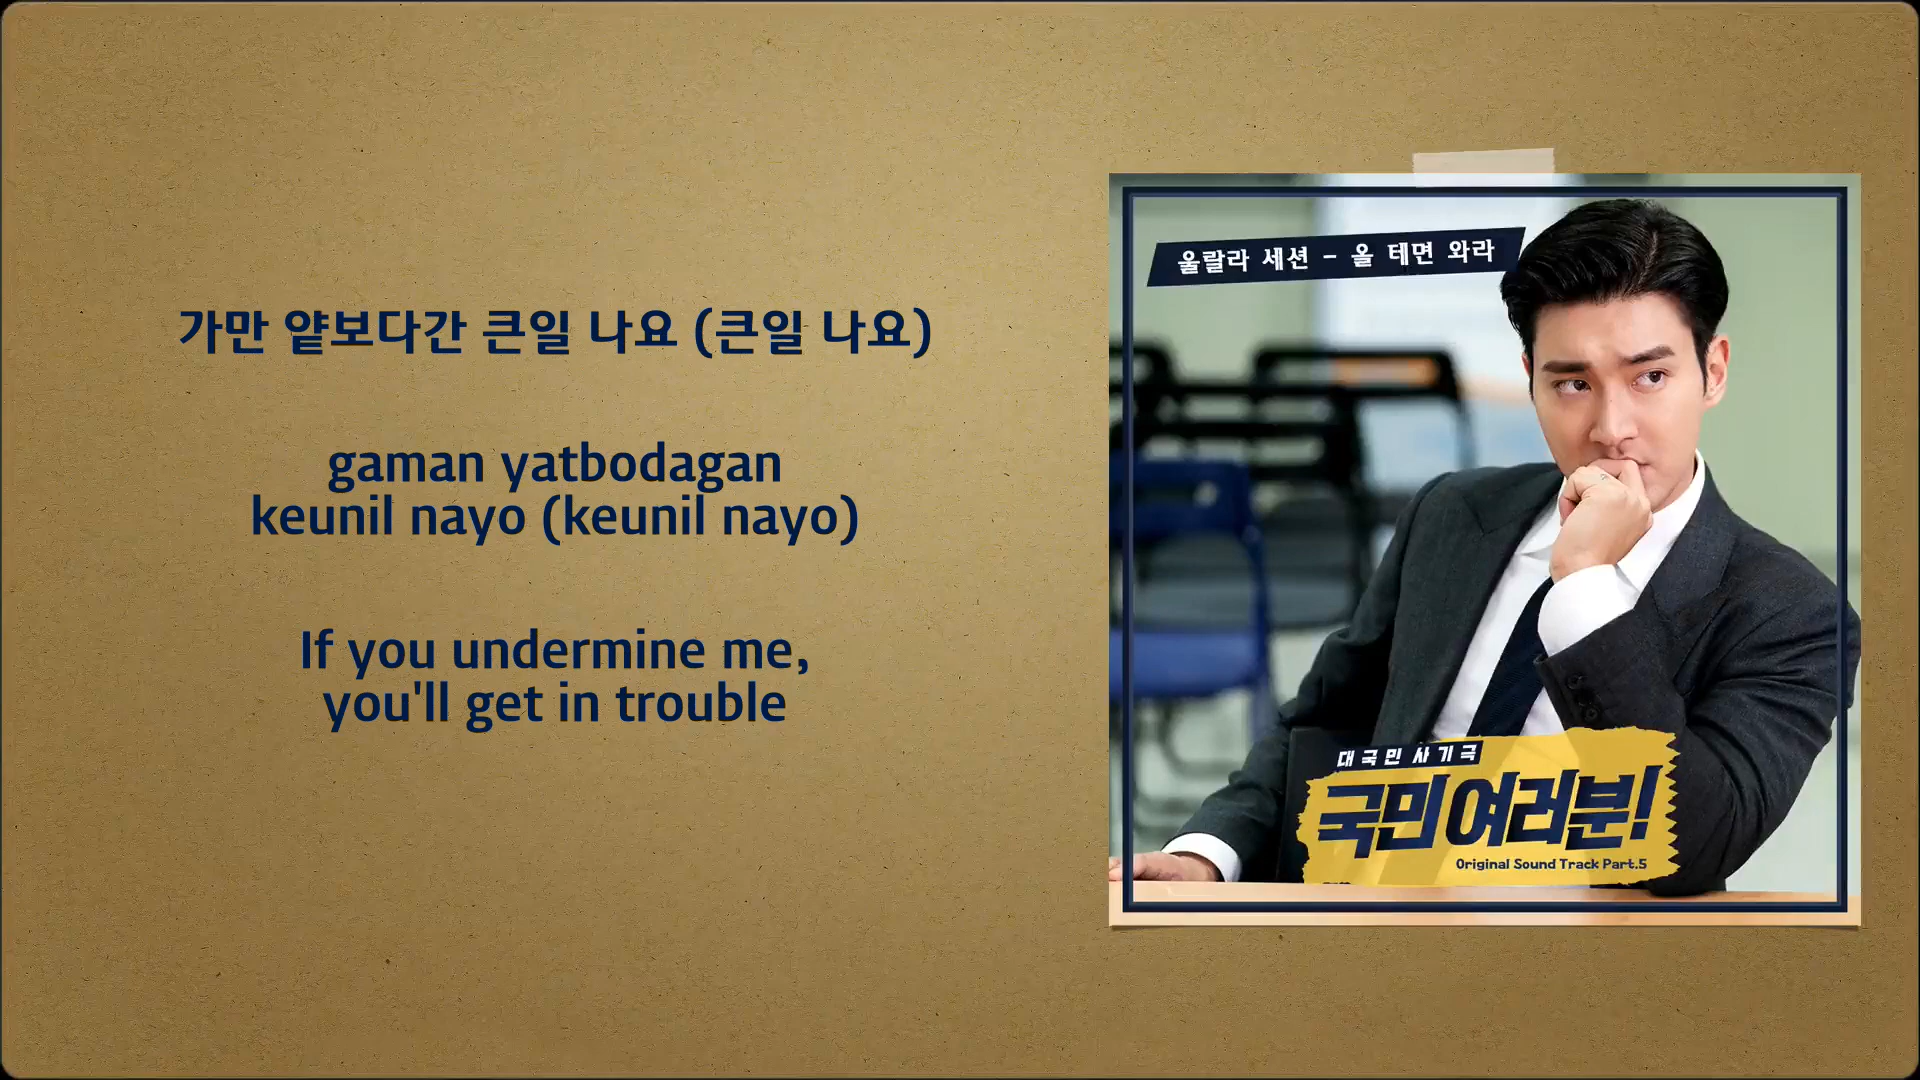 가만 얕보다간 큰일 나요 (큰일 나요)
gaman yatbodagan
keunil nayo (keunil nayo)
If you undermine me,
you'll get in trouble
울랄라 세션 - 올 테면 와라
대국민 사기극
국민 여러분!
Original Sound Track Part.5